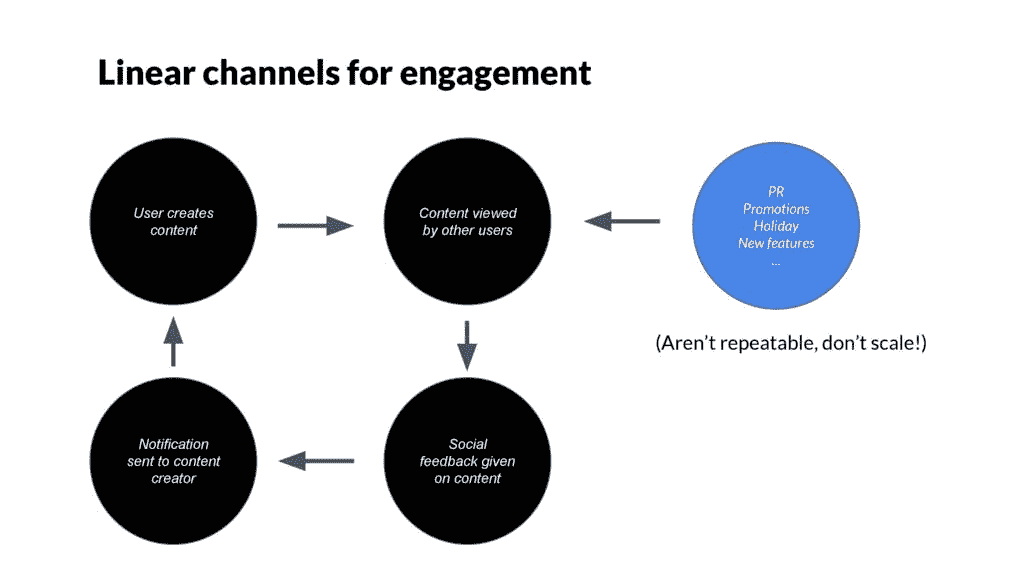 Linear channels for engagement
User creates
content
Content viewed
by other users
PR
Promotions
Holiday
New features
...
(Aren't repeatable, don't scale!)
Notification
sent to content
creator
Social
feedback given
on content